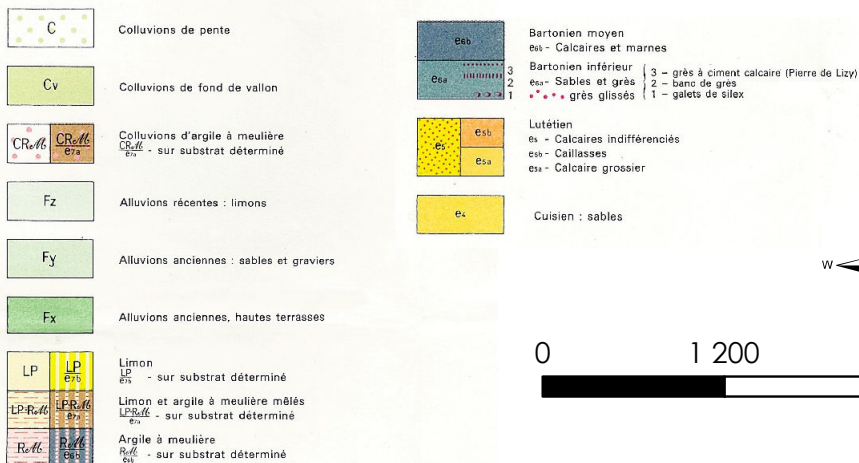 C
Colluvions de pente
Cv
Colluvions de fond de vallon
CRM CRM/e7a
Colluvions d'argile à meulière
CRM/e7a - sur substrat déterminé
Fz
Alluvions récentes : limons
Fy
Alluvions anciennes : sables et graviers
Fx
Alluvions anciennes, hautes terrasses
LP LP/e7b
Limon
LP/e7b - sur substrat déterminé
LP-RM LP-RM/e7a
Limon et argile à meulière mêlés
LP-RM/e7a - sur substrat déterminé
RM RM/e6b
Argile à meulière
RM/e6b - sur substrat déterminé
e6b
Bartonien moyen
e6b - Calcaires et marnes
e6a
3
2
1
Bartonien inférieur
e6a - Sables et grès
grès glissés
3 – grès à ciment calcaire (Pierre de Lizy)
2 – banc de grès
1 – galets de silex
e5 e5b
e5a
Lutétien
e5 - Calcaires indifférenciés
e5b - Caillasses
e5a - Calcaire grossier
e4
Cuisien : sables
W
0 1 200